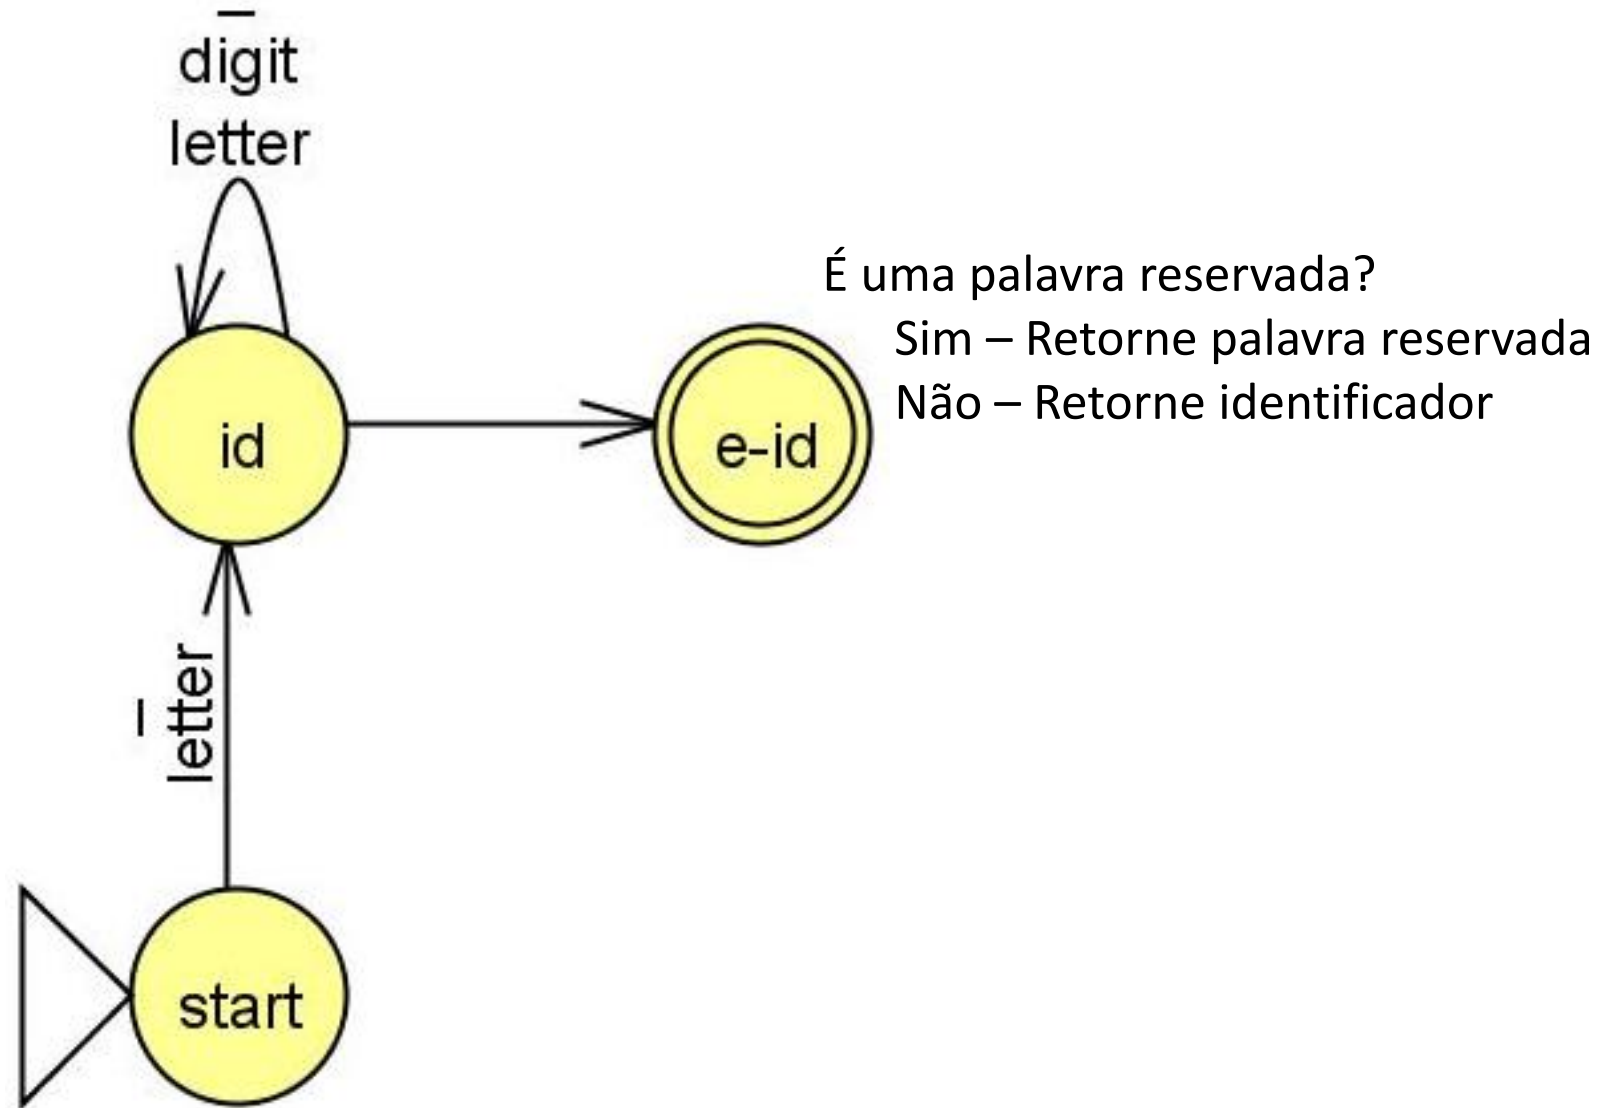 _
digit
letter
É uma palavra reservada?
Sim – Retorne palavra reservada
Não – Retorne identificador
id
e-id
_
letter
start